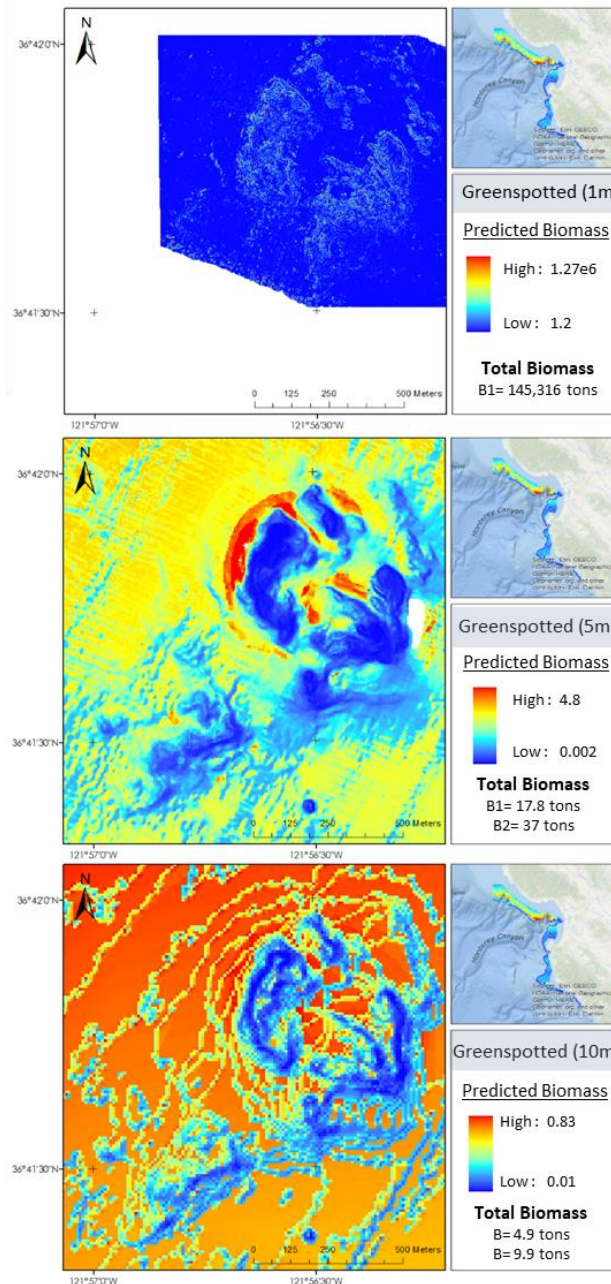 36°42'0"N
N
Monterey Canyon
Greenspotted (1m
Predicted Biomass
High : 1.27e6
Low : 1.2
Total Biomass
B1= 145,316 tons
36°41'30"N
0 125 250 500 Meters
121°57'0"W 121°56'30"W
36°42'0"N
N
Monterey Canyon
Greenspotted (5m
Predicted Biomass
High : 4.8
Low : 0.002
Total Biomass
B1= 17.8 tons
B2= 37 tons
36°41'30"N
0 125 250 500 Meters
121°57'0"W 121°56'30"W
36°42'0"N
N
Monterey Canyon
Greenspotted (10m
Predicted Biomass
High : 0.83
Low : 0.01
Total Biomass
B= 4.9 tons
B= 9.9 tons
36°41'30"N
0 125 250 500 Meters
121°57'0"W 121°56'30"W